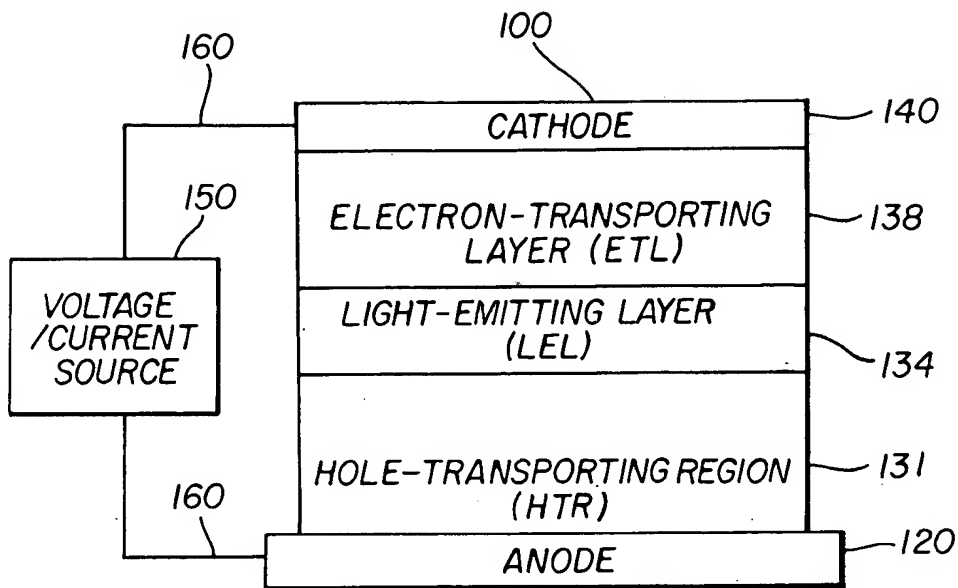 100
160
CATHODE
140
150
ELECTRON-TRANSPORTING
LAYER (ETL)
138
VOLTAGE
/CURRENT
SOURCE
LIGHT-EMITTING LAYER
(LEL)
134
HOLE-TRANSPORTING REGION
(HTR)
131
160
ANODE
120